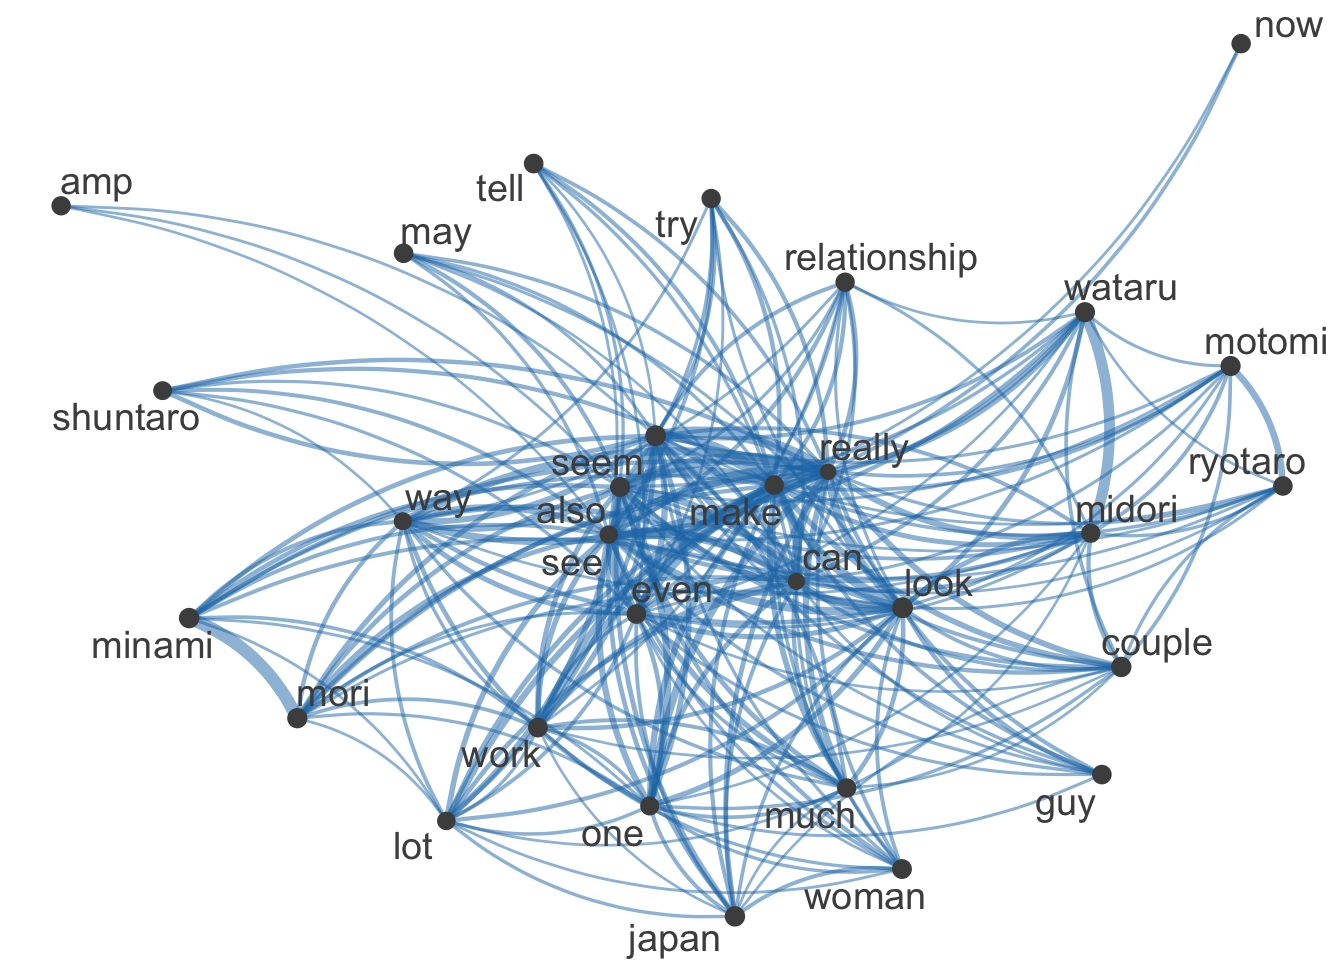 now
amp
tell
may
try
relationship
wataru
motomi
shuntaro
seem
really
ryotaro
way
also
make
midori
see
can
even
look
minami
couple
mori
work
lot
one
much
guy
woman
japan